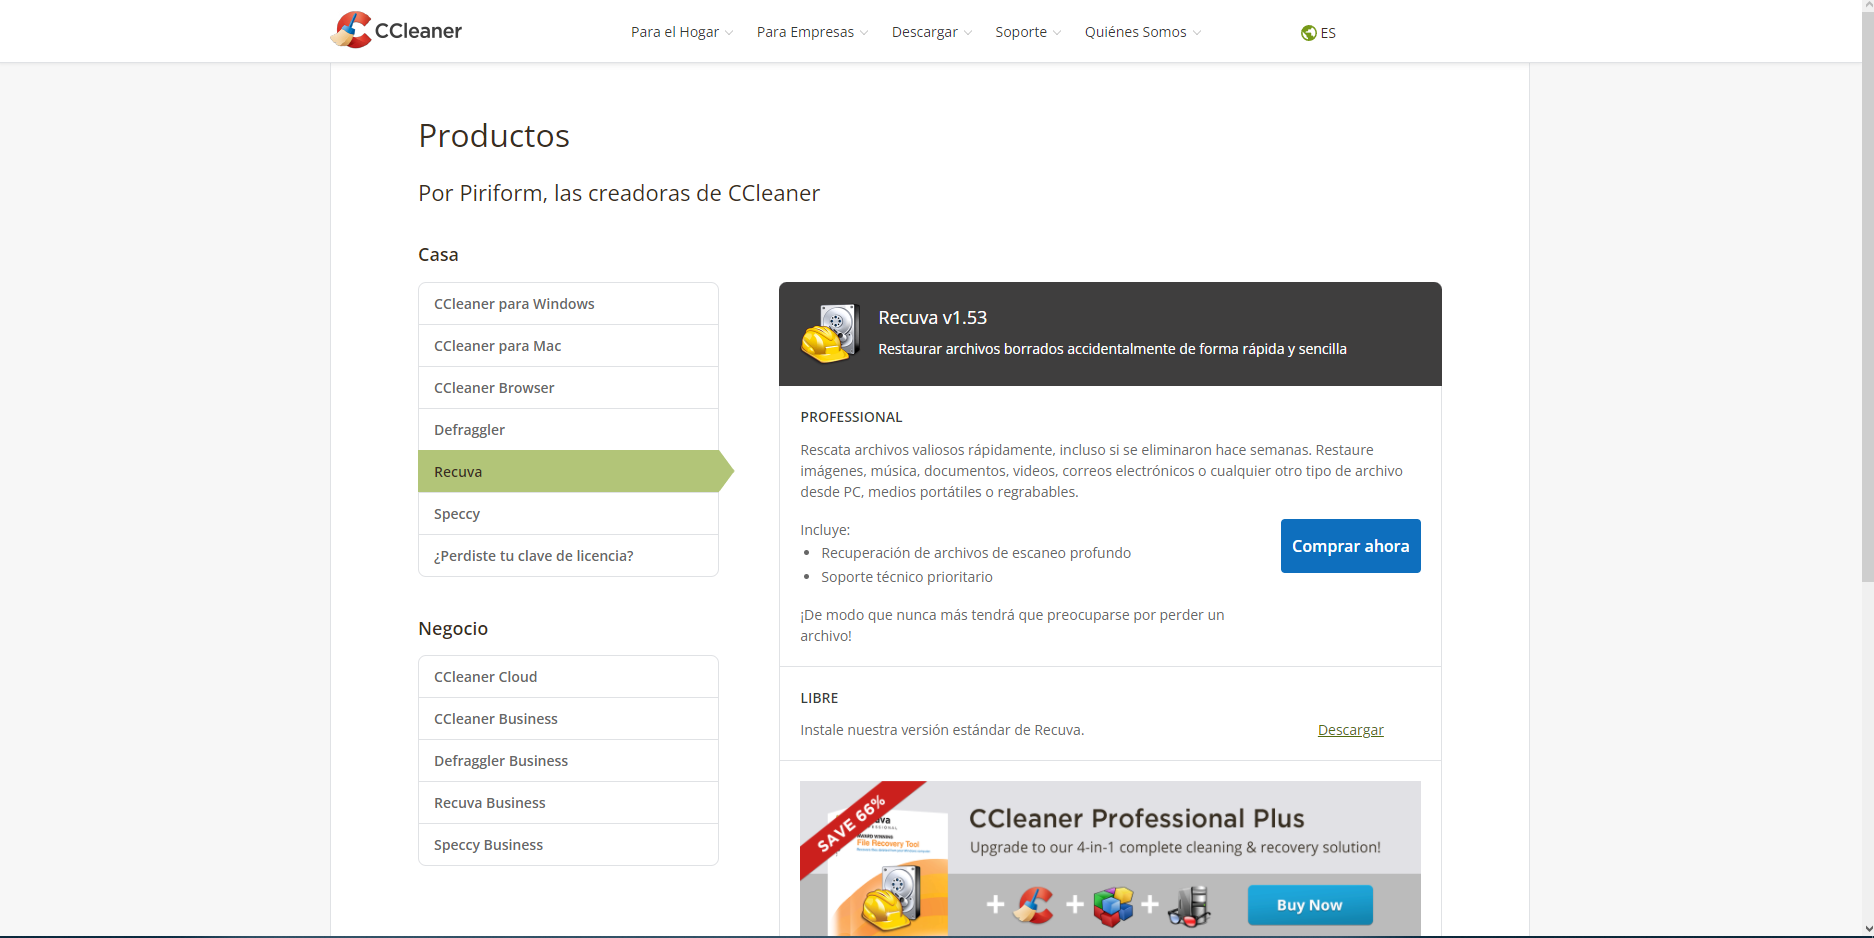 CCleaner
Para el Hogar
Para Empresas
Descargar
Soporte
Quiénes Somos
ES
Productos
Por Piriform, las creadoras de CCleaner
Casa
CCleaner para Windows
CCleaner para Mac
CCleaner Browser
Defraggler
Recuva
Speccy
¿Perdiste tu clave de licencia?
Negocio
CCleaner Cloud
CCleaner Business
Defraggler Business
Recuva Business
Speccy Business
Recuva v1.53
Restaurar archivos borrados accidentalmente de forma rápida y sencilla
PROFESSIONAL
Rescata archivos valiosos rápidamente, incluso si se eliminaron hace semanas. Restaure
imágenes, música, documentos, videos, correos electrónicos o cualquier otro tipo de archivo
desde PC, medios portátiles o regrabables.
Incluye:
• Recuperación de archivos de escaneo profundo
• Soporte técnico prioritario
Comprar ahora
¡De modo que nunca más tendrá que preocuparse por perder un
archivo!
LIBRE
Instale nuestra versión estándar de Recuva.
Descargar
SAVE 66%
File Recovery Tool
CCleaner Professional Plus
Upgrade to our 4-in-1 complete cleaning & recovery solution!
+ + +
Buy Now